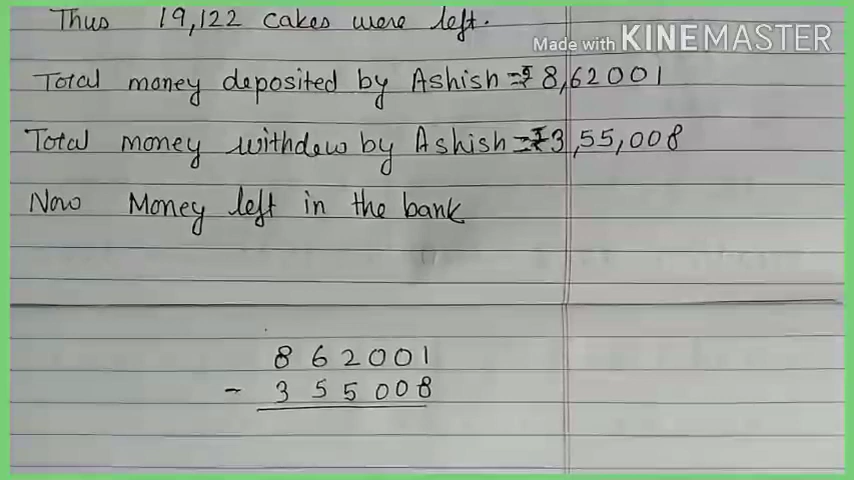 Thus 19,122 cakes were left.
Made with KINEMASTER
Total money deposited by Ashish = ₹ 8,62001
Total money withdew by Ashish = ₹ 3,55,008
Now Money left in the bank
8 6 2 0 0 1
- 3 5 5 0 0 8